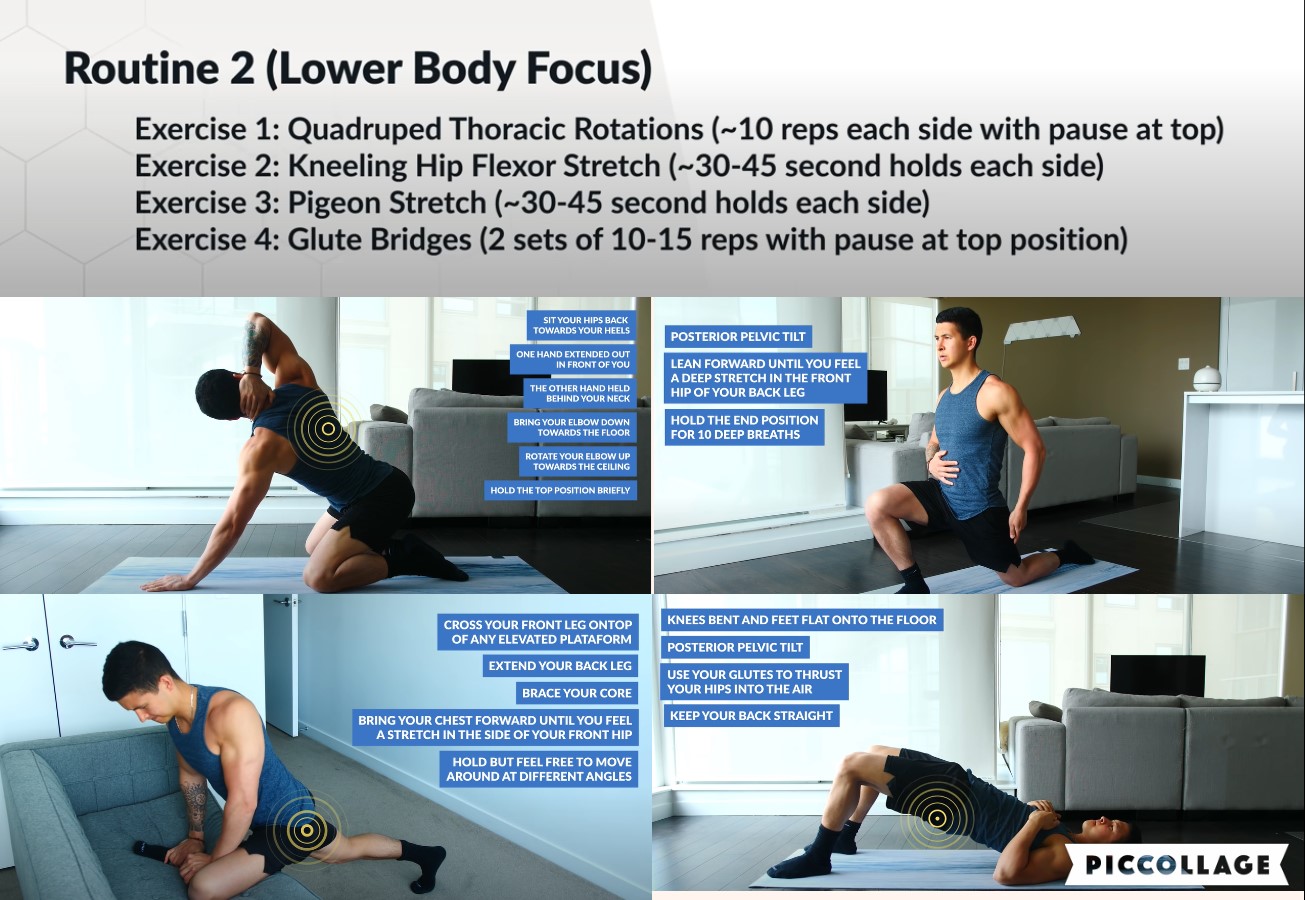 Routine 2 (Lower Body Focus)
Exercise 1: Quadruped Thoracic Rotations (~10 reps each side with pause at top)
Exercise 2: Kneeling Hip Flexor Stretch (~30-45 second holds each side)
Exercise 3: Pigeon Stretch (~30-45 second holds each side)
Exercise 4: Glute Bridges (2 sets of 10-15 reps with pause at top position)
SIT YOUR HIPS BACK
TOWARDS YOUR HEELS
ONE HAND EXTENDED OUT
IN FRONT OF YOU
THE OTHER HAND HELD
BEHIND YOUR NECK
BRING YOUR ELBOW DOWN
TOWARDS THE FLOOR
ROTATE YOUR ELBOW UP
TOWARDS THE CEILING
HOLD THE TOP POSITION BRIEFLY
POSTERIOR PELVIC TILT
LEAN FORWARD UNTIL YOU FEEL
A DEEP STRETCH IN THE FRONT
HIP OF YOUR BACK LEG
HOLD THE END POSITION
FOR 10 DEEP BREATHS
CROSS YOUR FRONT LEG ONTOP
OF ANY ELEVATED PLATAFORM
EXTEND YOUR BACK LEG
BRACE YOUR CORE
BRING YOUR CHEST FORWARD UNTIL YOU FEEL
A STRETCH IN THE SIDE OF YOUR FRONT HIP
HOLD BUT FEEL FREE TO MOVE
AROUND AT DIFFERENT ANGLES
KNEES BENT AND FEET FLAT ONTO THE FLOOR
POSTERIOR PELVIC TILT
USE YOUR GLUTES TO THRUST
YOUR HIPS INTO THE AIR
KEEP YOUR BACK STRAIGHT
PICCOLLAGE